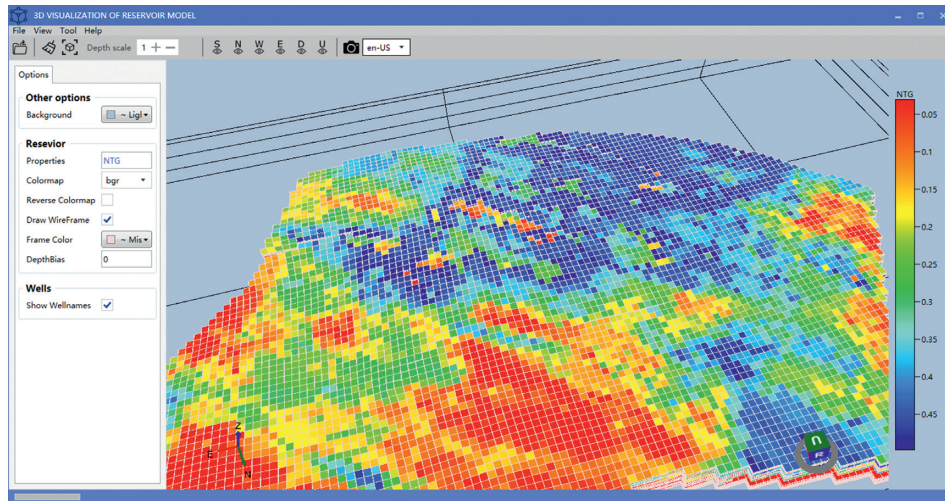 3D VISUALIZATION OF RESERVOIR MODEL
File View Tool Help
Depth scale 1 S N W E D U en-US
Options
Other options
Background ~ Ligl
Resevior
Properties NTG
Colormap bgr
Reverse Colormap
Draw WireFrame
Frame Color ~ Mis
DepthBias 0
Wells
Show Wellnames
NTG
0.05
0.1
0.15
0.2
0.25
0.3
0.35
0.4
0.45
Z
E
N